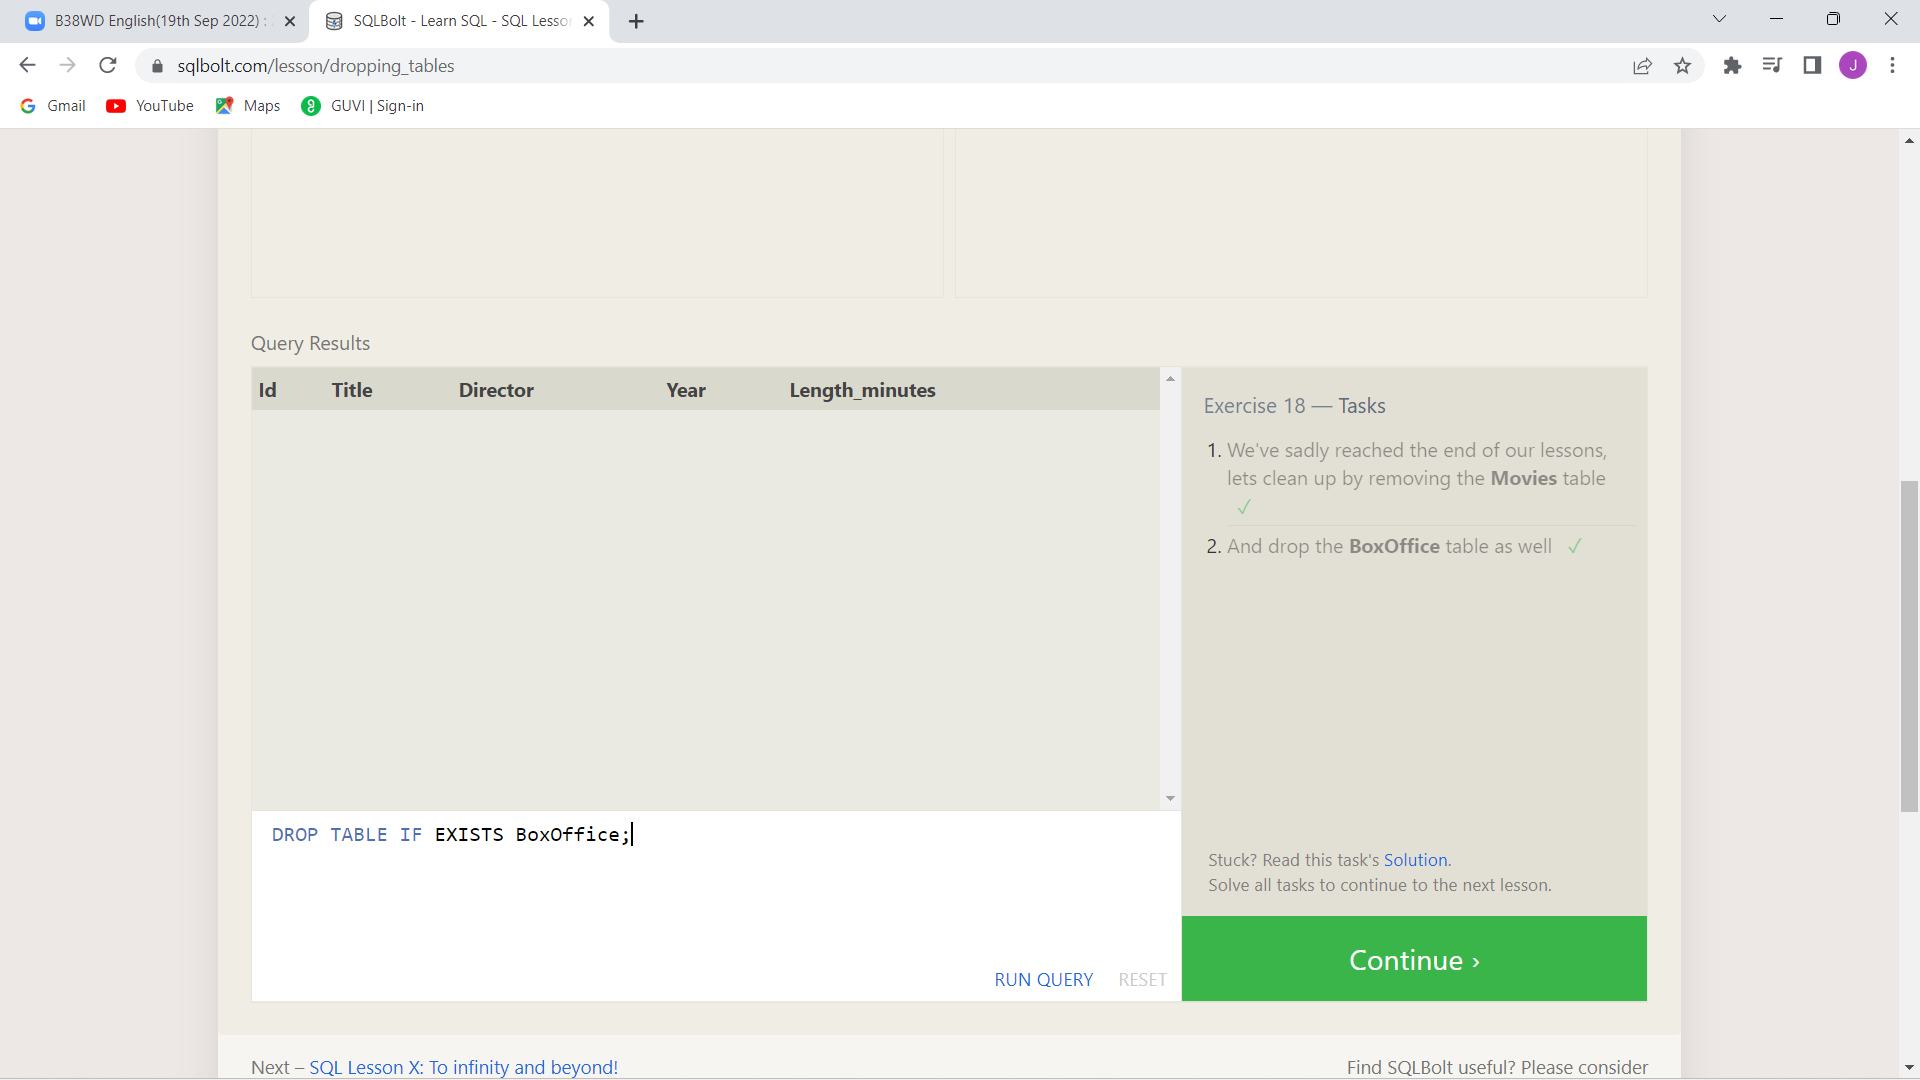 B38WD English(19th Sep 2022) :
SQLBolt - Learn SQL - SQL Lesso
sqlbolt.com/lesson/dropping_tables
J
Gmail
YouTube
Maps
GUVI | Sign-in
Query Results
Id Title Director Year Length_minutes
Exercise 18 — Tasks
1. We've sadly reached the end of our lessons,
lets clean up by removing the Movies table
✓
2. And drop the BoxOffice table as well ✓
DROP TABLE IF EXISTS BoxOffice;
Stuck? Read this task's Solution.
Solve all tasks to continue to the next lesson.
RUN QUERY RESET
Continue ›
Next – SQL Lesson X: To infinity and beyond!
Find SQLBolt useful? Please consider